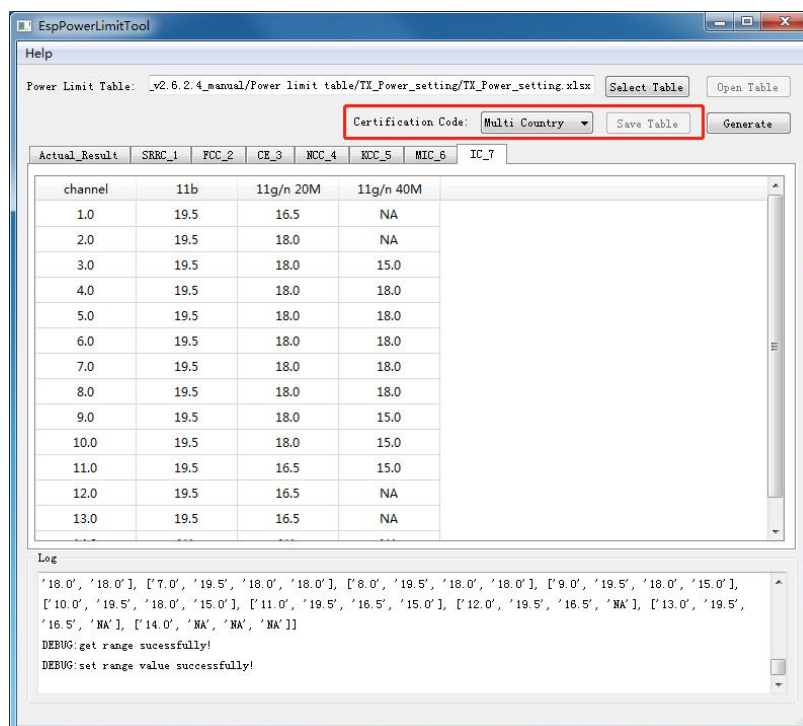 EspPowerLimitTool
Help
Power Limit Table: _v2.6.2.4_manual/Power limit table/TX_Power_setting/TX_Power_setting.xlsx Select Table Open Table
Certification Code: Multi Country Save Table Generate
Actual_Result SRRC_1 FCC_2 CE_3 NCC_4 KCC_5 MIC_6 IC_7
channel 11b 11g/n 20M 11g/n 40M
1.0 19.5 16.5 NA
2.0 19.5 18.0 NA
3.0 19.5 18.0 15.0
4.0 19.5 18.0 18.0
5.0 19.5 18.0 18.0
6.0 19.5 18.0 18.0
7.0 19.5 18.0 18.0
8.0 19.5 18.0 18.0
9.0 19.5 18.0 15.0
10.0 19.5 18.0 15.0
11.0 19.5 16.5 15.0
12.0 19.5 16.5 NA
13.0 19.5 16.5 NA
Log
'18.0', '18.0'], ['7.0', '19.5', '18.0', '18.0'], ['8.0', '19.5', '18.0', '18.0'], ['9.0', '19.5', '18.0', '15.0'],
['10.0', '19.5', '18.0', '15.0'], ['11.0', '19.5', '16.5', '15.0'], ['12.0', '19.5', '16.5', 'NA'], ['13.0', '19.5',
'16.5', 'NA'], ['14.0', 'NA', 'NA', 'NA']]
DEBUG:get range sucessfully!
DEBUG:set range value successfully!